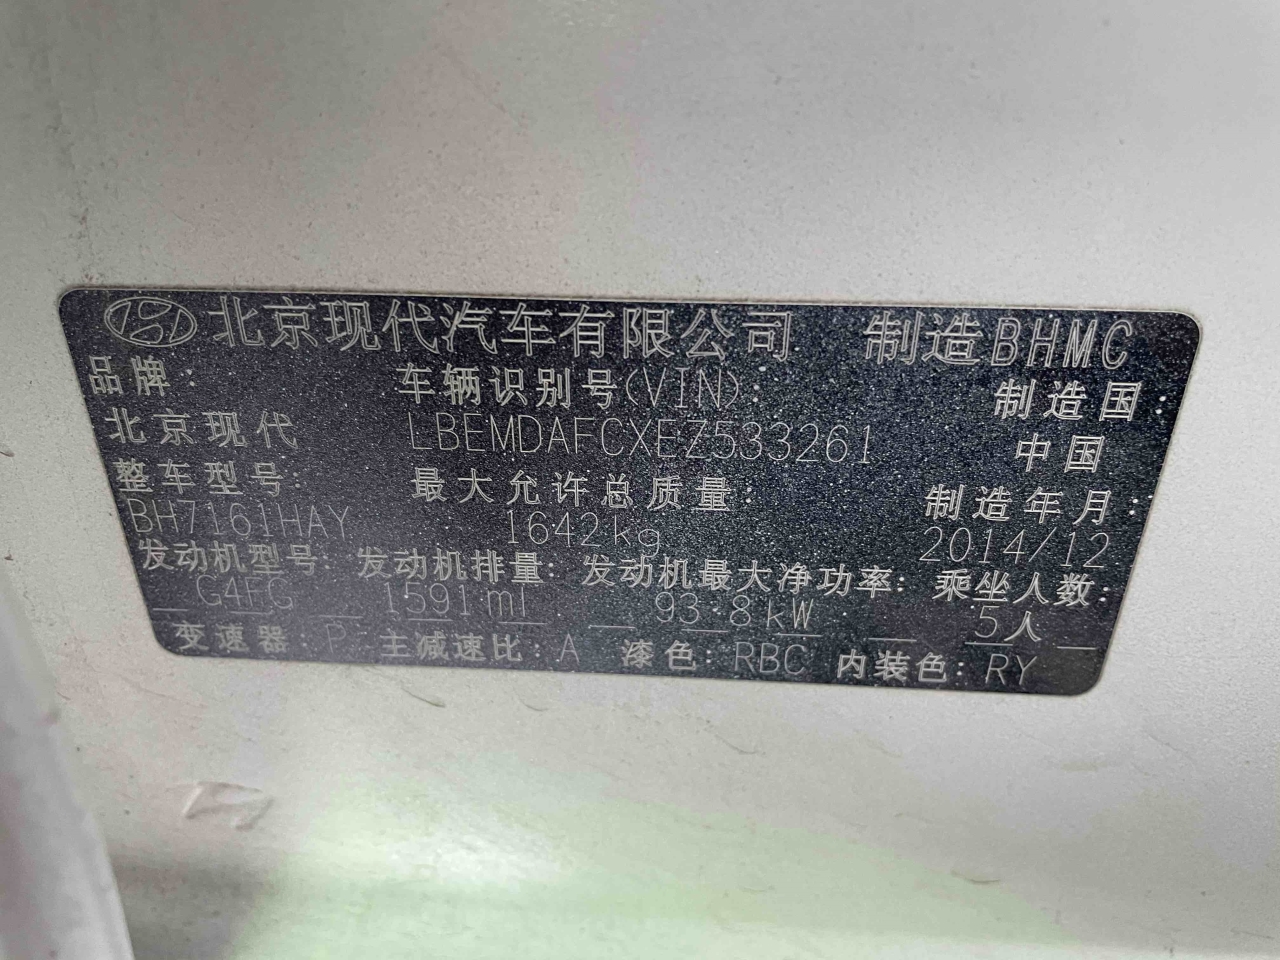 北京现代汽车有限公司 制造BHMC
品牌: 车辆识别号(VIN): 制造国
北京现代 LBEMDAFCXEZ533261 中国
整车型号: 最大允许总质量: 制造年月:
BH7161HAY 1642kg 2014/12
发动机型号: 发动机排量: 发动机最大净功率: 乘坐人数:
G4FG 1591ml 93.8kW 5人
变速器: P 主减速比: A 漆色: RBC 内装色: RY